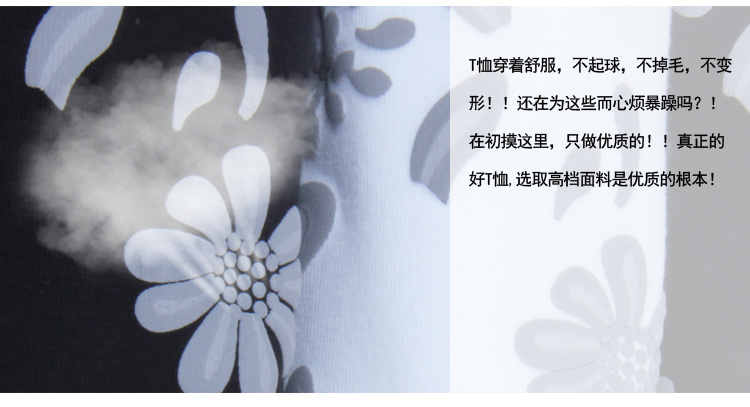 T恤穿着舒服，不起球，不掉毛，不变
形！！还在为这些而心烦暴躁吗？！
在初摸这里，只做优质的！！真正的
好T恤,选取高档面料是优质的根本！